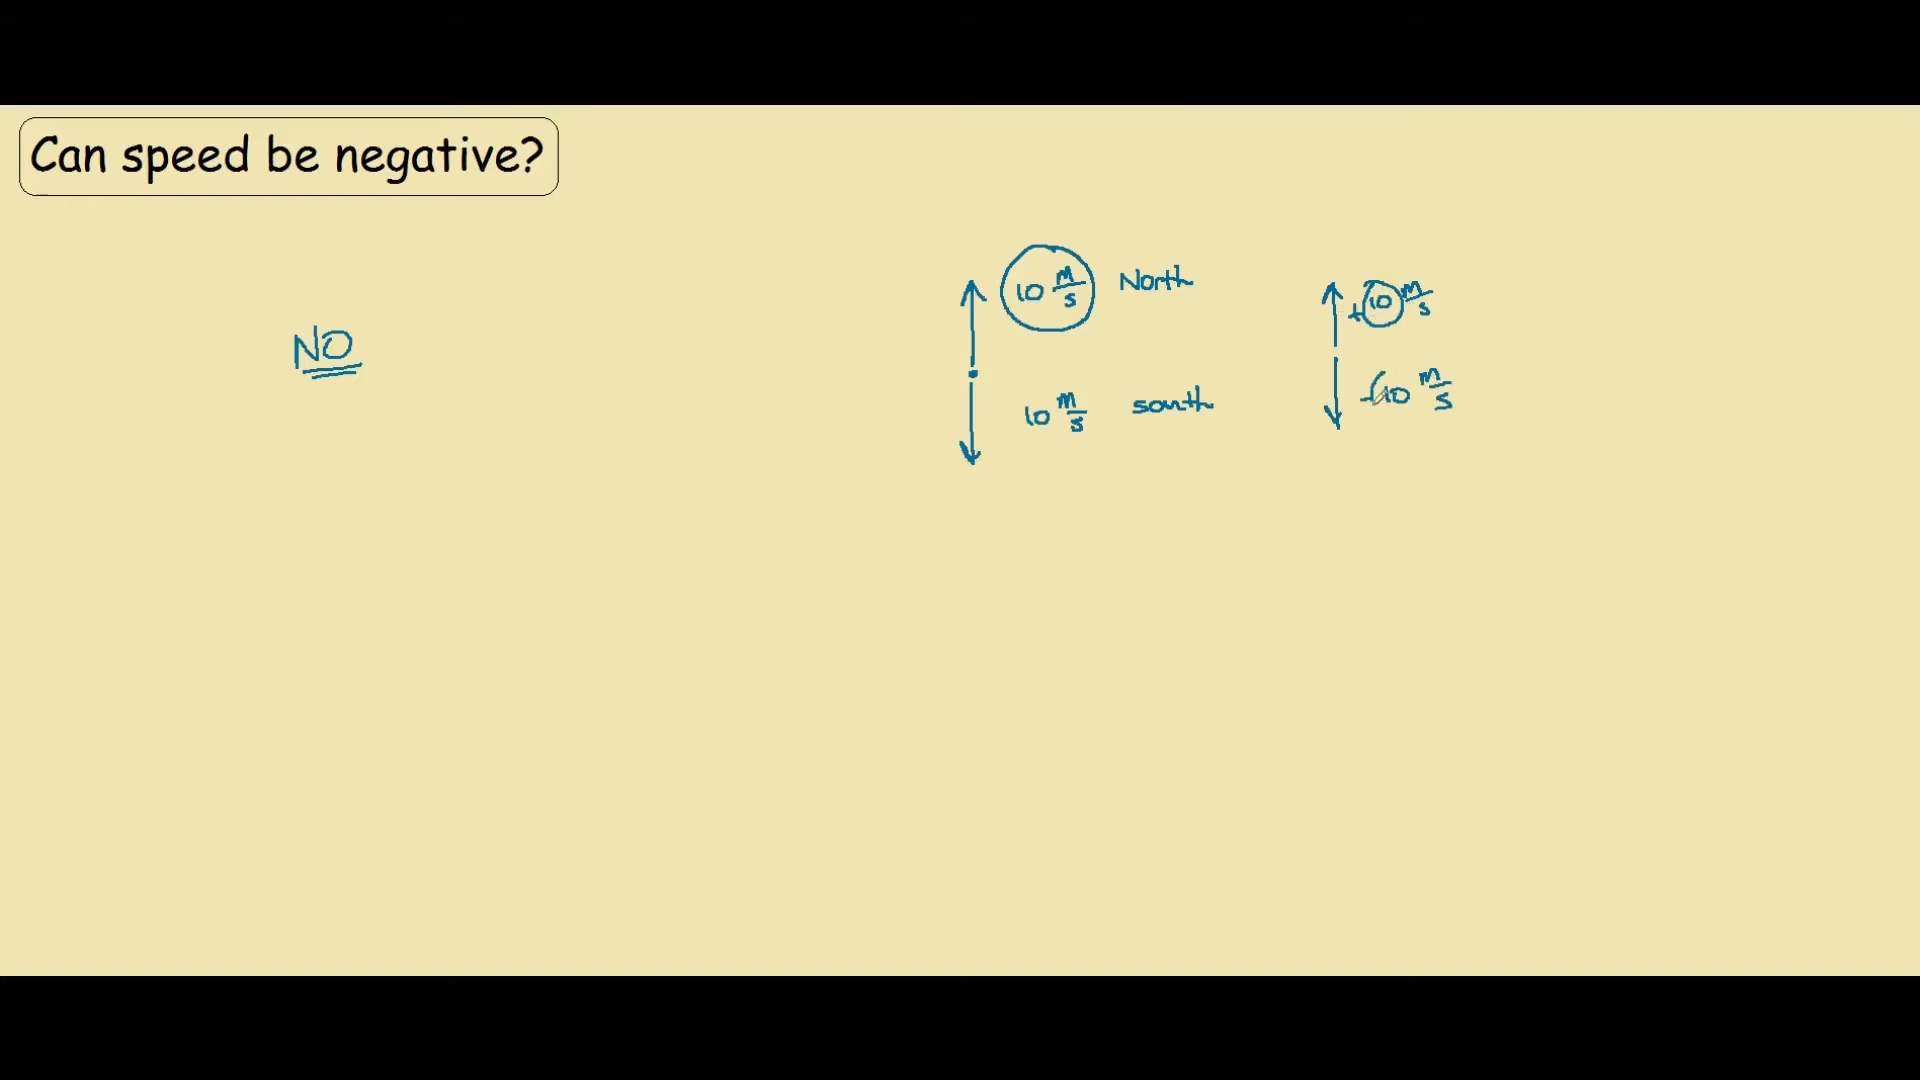 Can speed be negative?
NO
10 m/s North
10 m/s south
+10 m/s
-10 m/s